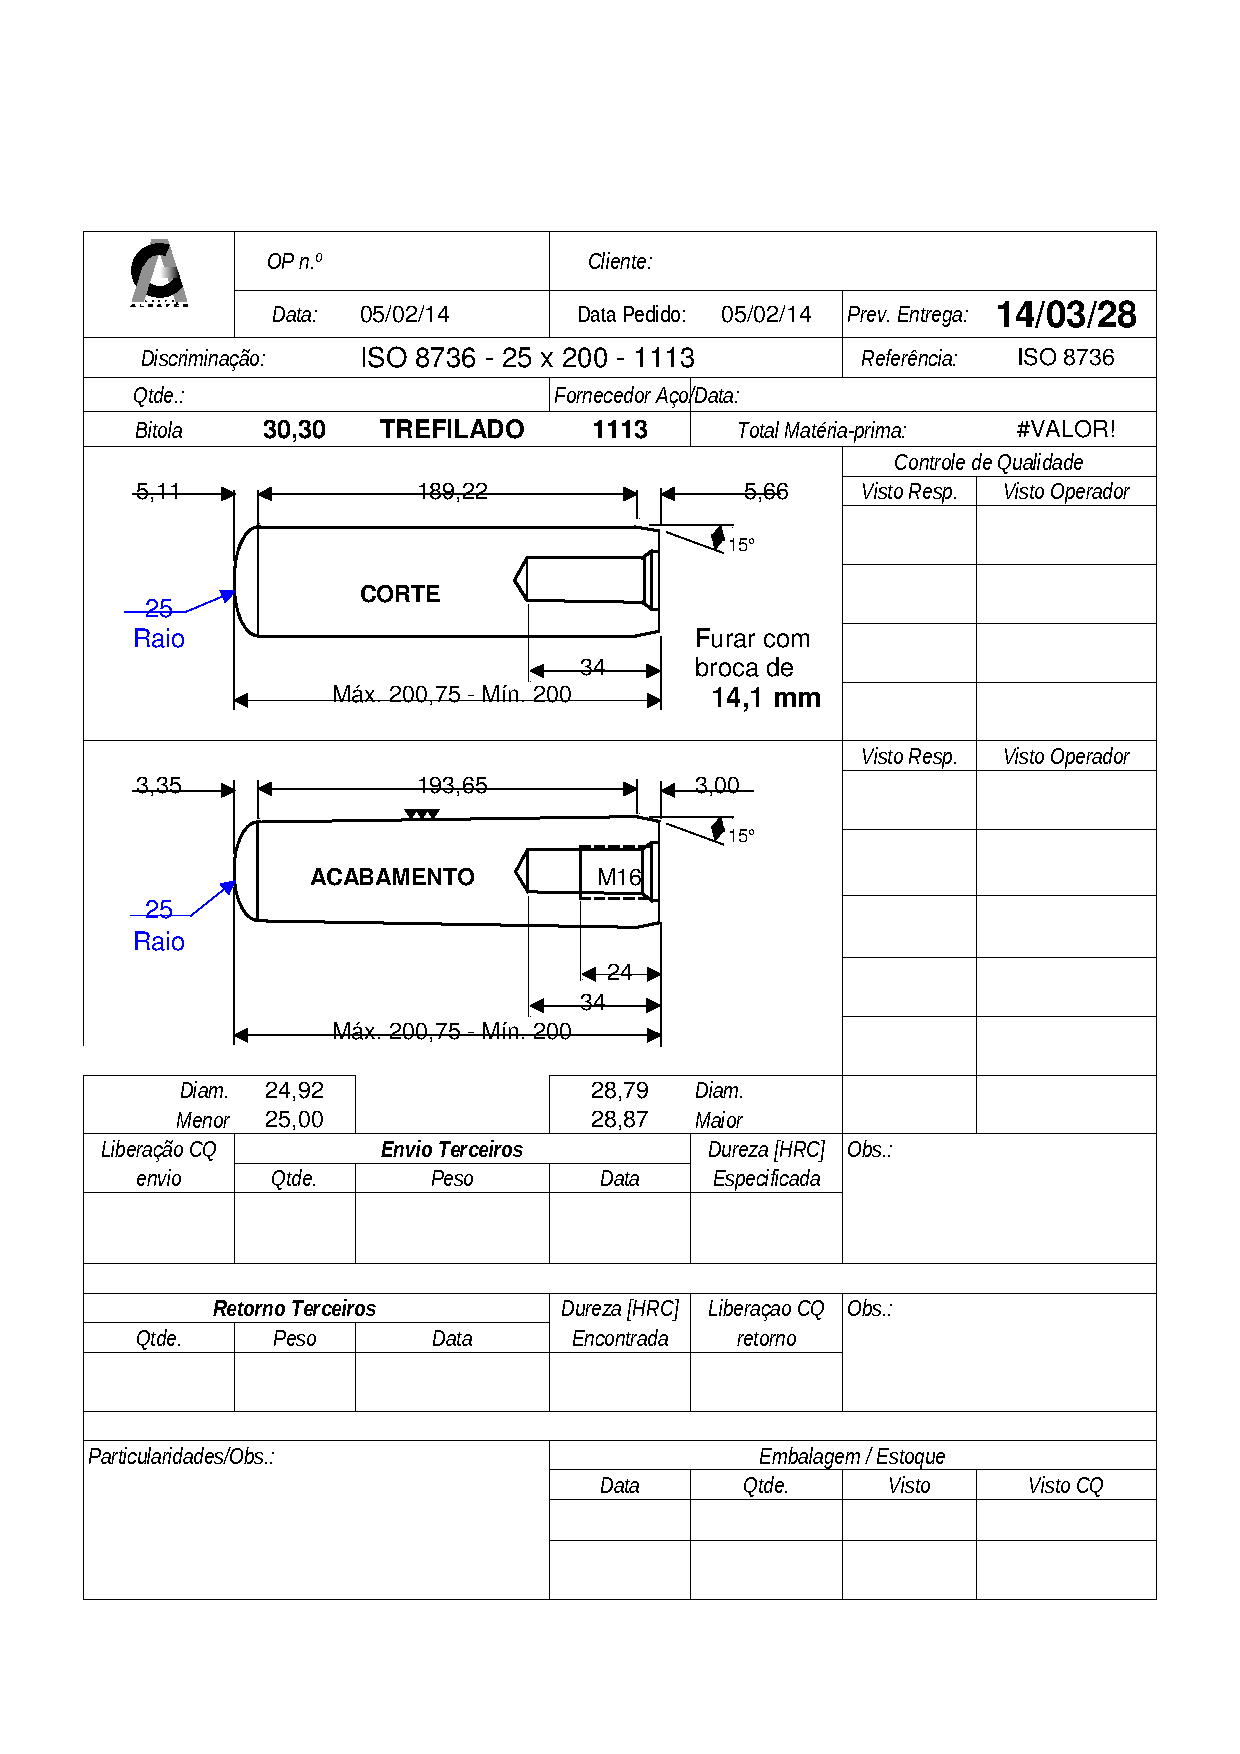 OP n.º Cliente:
Data: 05/02/14 Data Pedido: 05/02/14 Prev. Entrega: 14/03/28
Discriminação: ISO 8736 - 25 x 200 - 1113 Referência: ISO 8736
Qtde.: Fornecedor Aço/Data:
Bitola 30,30 TREFILADO 1113 Total Matéria-prima: #VALOR!
Controle de Qualidade
5,11 189,22 5,66 Visto Resp. Visto Operador
15°
CORTE
25
Raio Furar com
34 broca de
Máx. 200,75 - Mín. 200 14,1 mm
Visto Resp. Visto Operador
3,35 193,65 3,00
15°
ACABAMENTO M16
25
Raio
24
34
Máx. 200,75 - Mín. 200
Diam. 24,92 28,79 Diam.
Menor 25,00 28,87 Maior
Liberação CQ Envio Terceiros Dureza [HRC] Obs.:
envio Qtde. Peso Data Especificada
Retorno Terceiros Dureza [HRC] Liberaçao CQ Obs.:
Qtde. Peso Data Encontrada retorno
Particularidades/Obs.: Embalagem / Estoque
Data Qtde. Visto Visto CQ